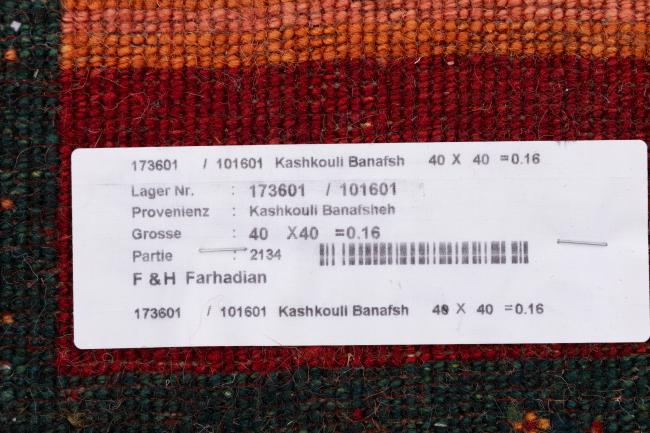 173601 / 101601 Kashkouli Banafsh 40 X 40 =0.16
Lager Nr. : 173601 / 101601
Provenienz : Kashkouli Banafsheh
Grosse : 40 X40 =0.16
Partie : 2134
F & H Farhadian
173601 / 101601 Kashkouli Banafsh 40 X 40 =0.16